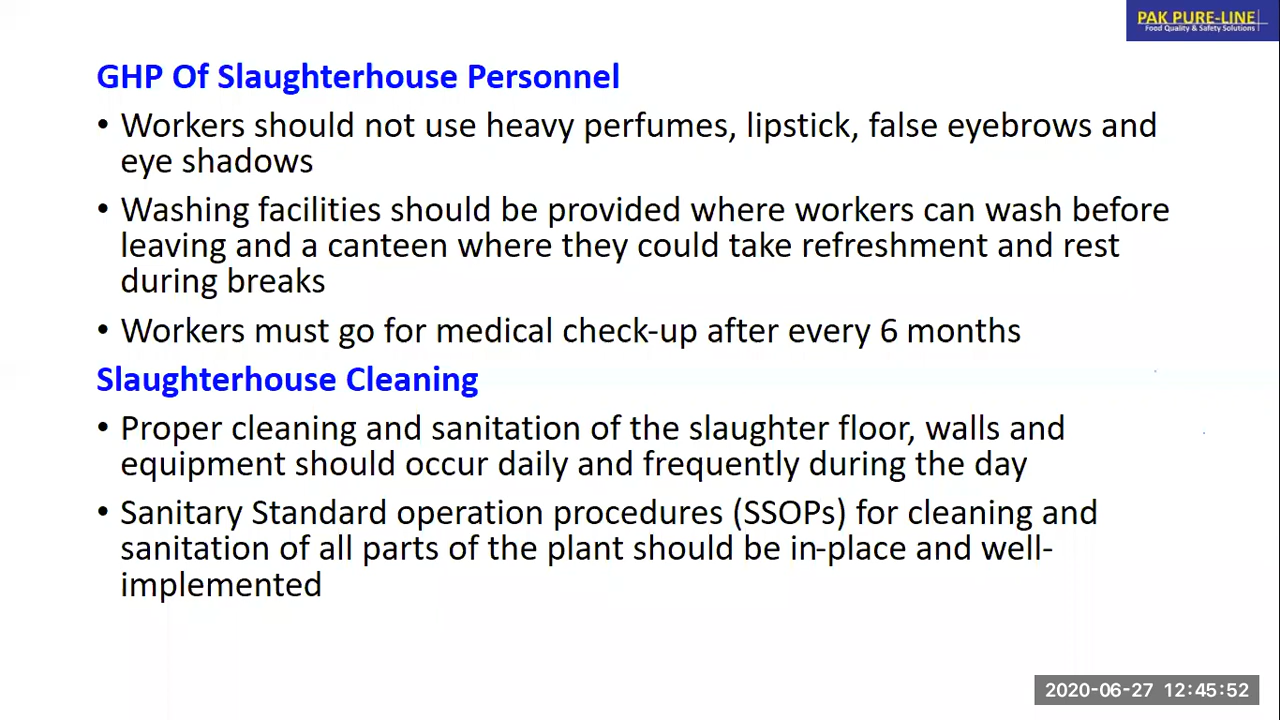 PAK PURE-LINE
Food Quality & Safety Solutions
GHP Of Slaughterhouse Personnel
• Workers should not use heavy perfumes, lipstick, false eyebrows and
eye shadows
• Washing facilities should be provided where workers can wash before
leaving and a canteen where they could take refreshment and rest
during breaks
• Workers must go for medical check-up after every 6 months
Slaughterhouse Cleaning
• Proper cleaning and sanitation of the slaughter floor, walls and
equipment should occur daily and frequently during the day
• Sanitary Standard operation procedures (SSOPs) for cleaning and
sanitation of all parts of the plant should be in-place and well-
implemented
2020-06-27 12:45:52